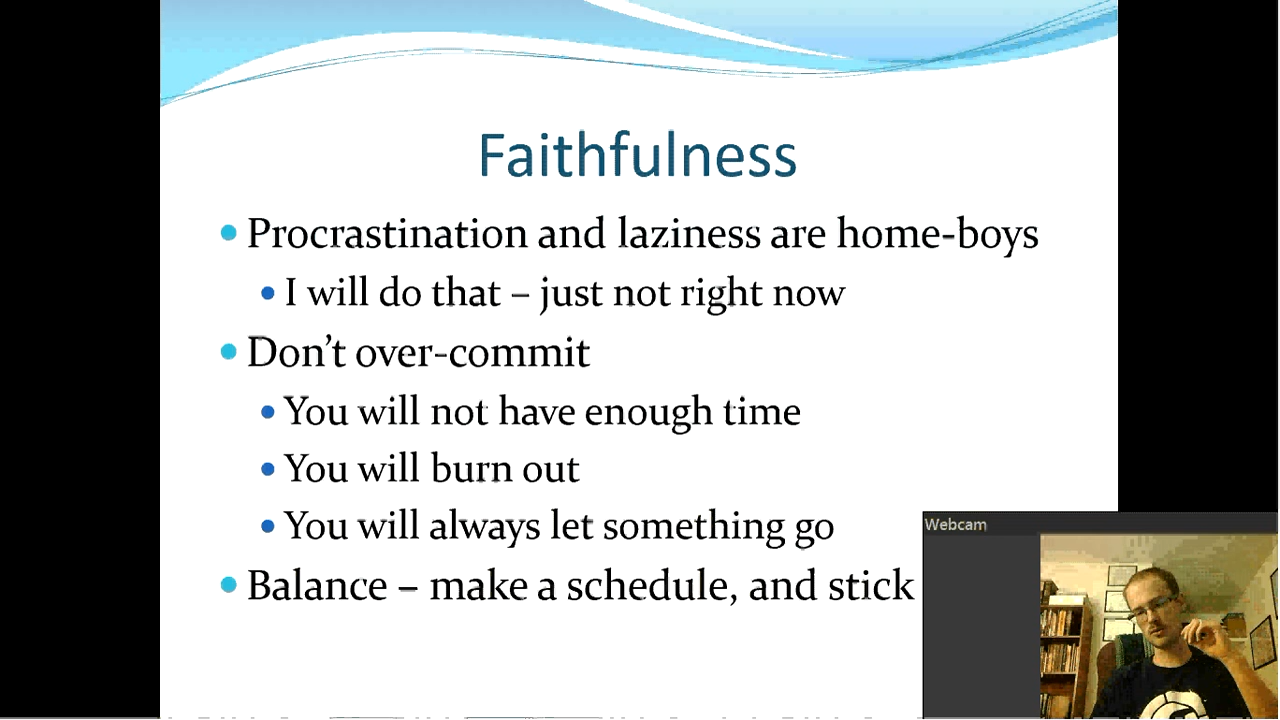 Faithfulness
• Procrastination and laziness are home-boys
• I will do that – just not right now
• Don’t over-commit
• You will not have enough time
• You will burn out
• You will always let something go
• Balance – make a schedule, and stick
Webcam